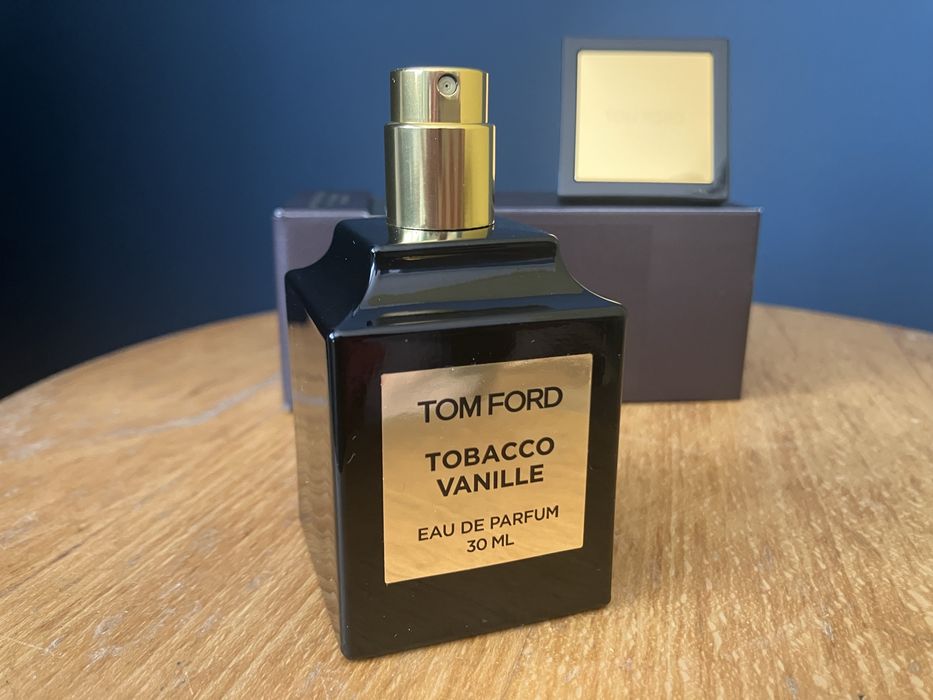 TOM FORD
TOBACCO
VANILLE
EAU DE PARFUM
30 ML